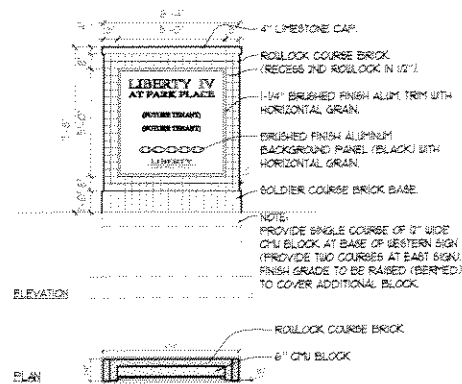 4" LIMESTONE CAP.
ROWLOCK COURSE BRICK.
(RECESS 2ND ROWLOCK IN 1/2").
LIBERTY IV
AT PARK PLACE
(FUTURE TENANT)
(FUTURE TENANT)
LIBERTY
1-1/4" BRUSHED FINISH ALUM. TRIM WITH
HORIZONTAL GRAIN.
BRUSHED FINISH ALUMINUM
BACKGROUND PANEL (BLACK) WITH
HORIZONTAL GRAIN.
SOLDIER COURSE BRICK BASE.
NOTE:
PROVIDE SINGLE COURSE OF 12" WIDE
CMU BLOCK AT BASE OF WESTERN SIGN
(PROVIDE TWO COURSES AT EAST SIGN).
FINISH GRADE TO BE RAISED (BERMED)
TO COVER ADDITIONAL BLOCK.
ELEVATION
ROWLOCK COURSE BRICK
6" CMU BLOCK
PLAN